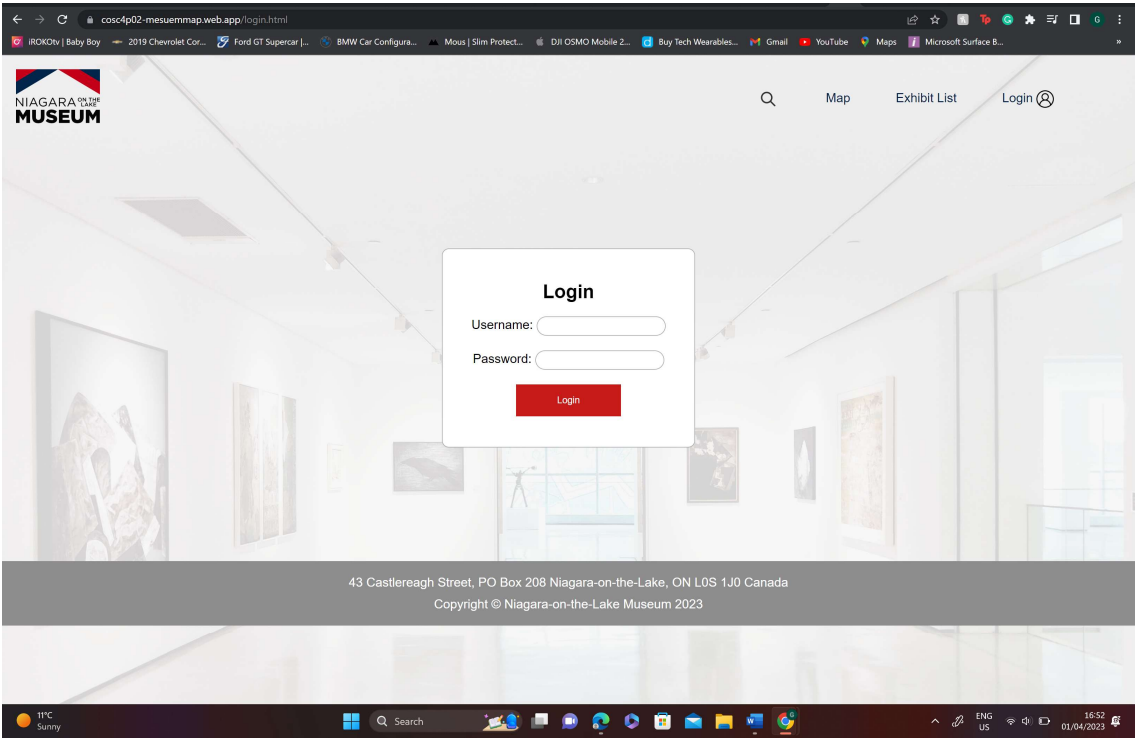 cosc4p02-mesuemmap.web.app/login.html
iROKOtv | Baby Boy 2019 Chevrolet Cor... Ford GT Supercar |... BMW Car Configura... Mous | Slim Protect... DJI OSMO Mobile 2... Buy Tech Wearables... Gmail YouTube Maps Microsoft Surface B... »
NIAGARA ON THE LAKE
MUSEUM
Map Exhibit List Login
Login
Username:
Password:
Login
43 Castlereagh Street, PO Box 208 Niagara-on-the-Lake, ON L0S 1J0 Canada
Copyright © Niagara-on-the-Lake Museum 2023
11°C
Sunny
Search
ENG
US
16:52
01/04/2023